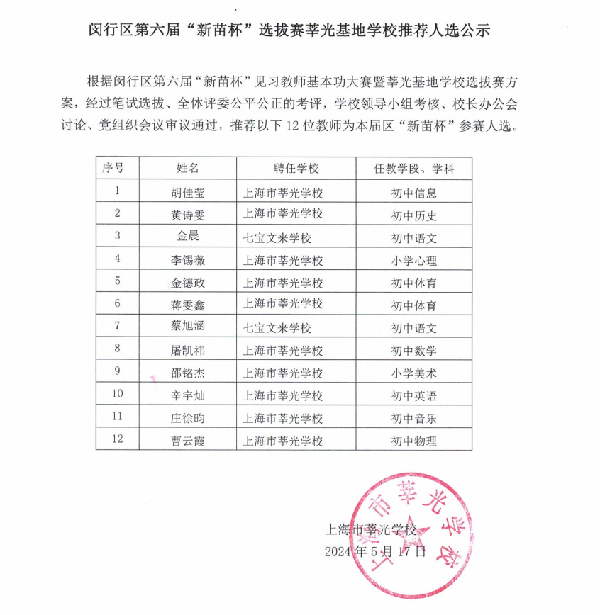 闵行区第六届“新苗杯”选拔赛莘光基地学校推荐人选公示
根据闵行区第六届“新苗杯”见习教师基本功大赛暨莘光基地学校选拔赛方
案，经过笔试选拔、全体评委公平公正的考评，学校领导小组考核、校长办公会
讨论、党组织会议审议通过，推荐以下 12 位教师为本届区“新苗杯”参赛人选。
序号 姓名 聘任学校 任教学段、学科
1 胡佳莹 上海市莘光学校 初中信息
2 黄诗雯 上海市莘光学校 初中历史
3 金晨 七宝文来学校 初中语文
4 李锡薇 上海市莘光学校 小学心理
5 金德政 上海市莘光学校 初中体育
6 蒋雯鑫 上海市莘光学校 初中体育
7 蔡旭涵 七宝文来学校 初中语文
8 屠凯祁 上海市莘光学校 初中数学
9 邵铭杰 上海市莘光学校 小学美术
10 辛宇灿 上海市莘光学校 初中英语
11 庄徐昀 上海市莘光学校 初中音乐
12 曹云霞 上海市莘光学校 初中物理
上海市莘光学校
2024 年 5 月 17 日
上海市莘光学校